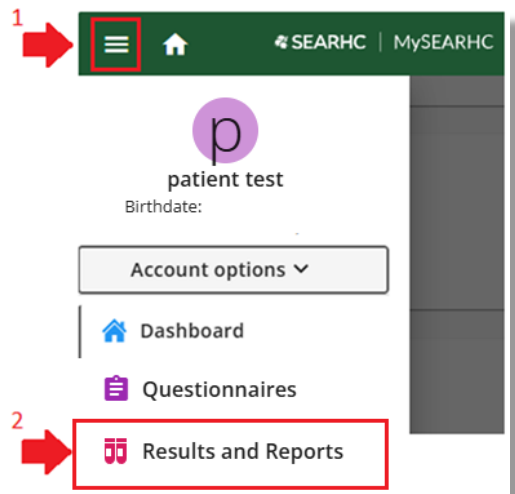 1
SEARHC | MySEARHC
p
patient test
Birthdate:
Account options
Dashboard
Questionnaires
2
Results and Reports